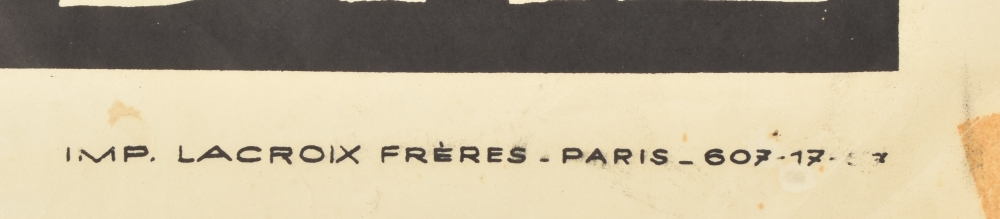 IMP. LACROIX FRÈRES - PARIS - 607-17-